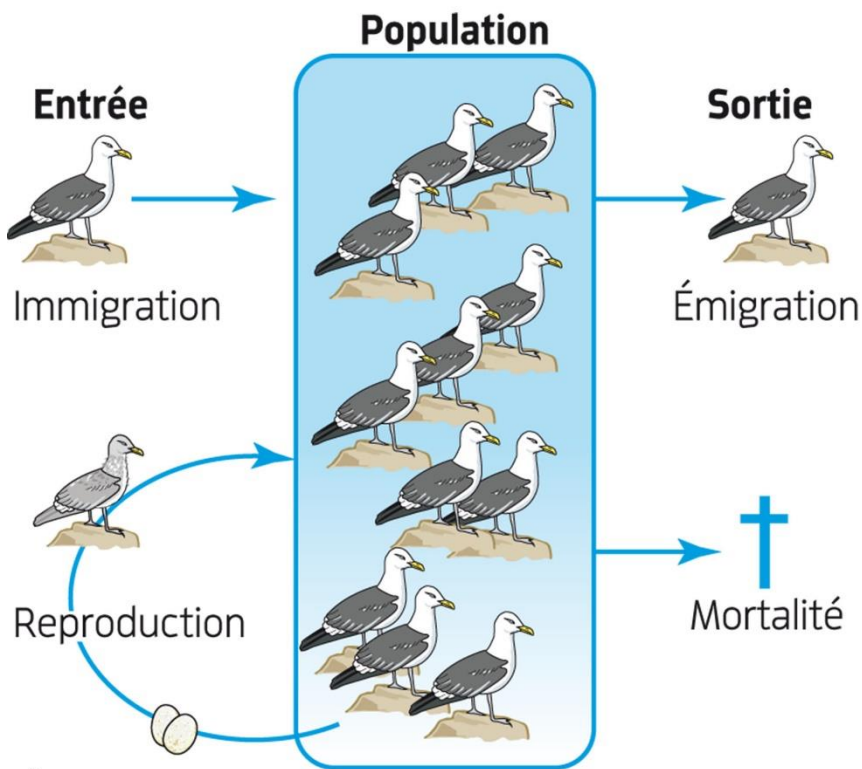 Population
Entrée
Sortie
Immigration
Émigration
Reproduction
Mortalité